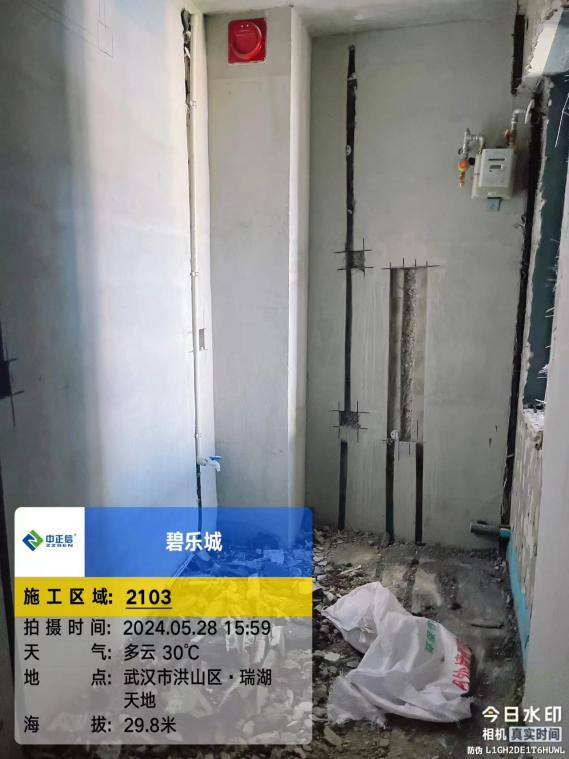 中正信®
ZZSEN
碧乐城
施工区域: 2103
拍摄时间: 2024.05.28 15:59
天气: 多云 30℃
地点: 武汉市洪山区·瑞湖
天地
海拔: 29.8米
今日水印
相机 真实时间
防伪 L1GH2DE1T6HUWL